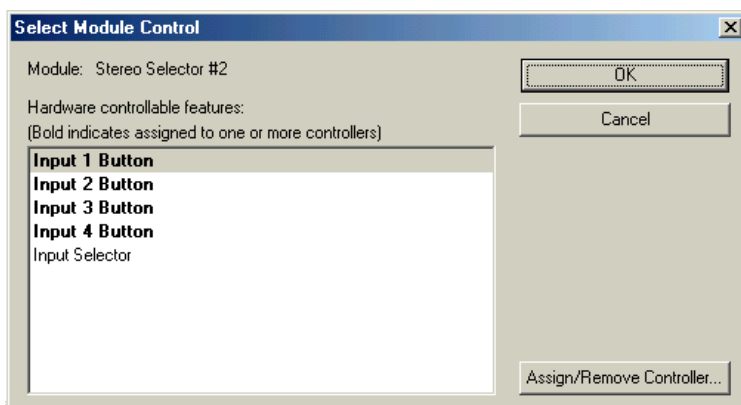 Select Module Control
Module: Stereo Selector #2
OK
Hardware controllable features:
(Bold indicates assigned to one or more controllers)
Cancel
Input 1 Button
Input 2 Button
Input 3 Button
Input 4 Button
Input Selector
Assign/Remove Controller...